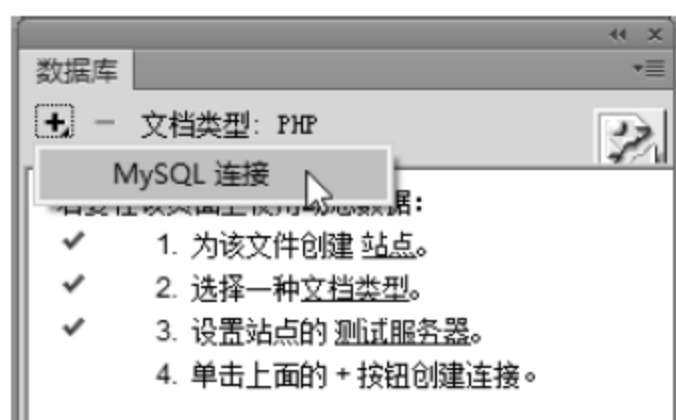 数据库
文档类型: PHP
MySQL 连接
✔ 1. 为该文件创建 站点。
✔ 2. 选择一种文档类型。
✔ 3. 设置站点的 测试服务器。
4. 单击上面的 + 按钮创建连接。